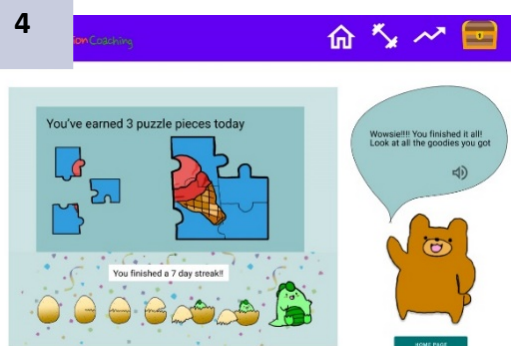 4
ionCoaching
You've earned 3 puzzle pieces today
Wowsie!!!! You finished it all!
Look at all the goodies you got
You finished a 7 day streak!!
HOME PAGE